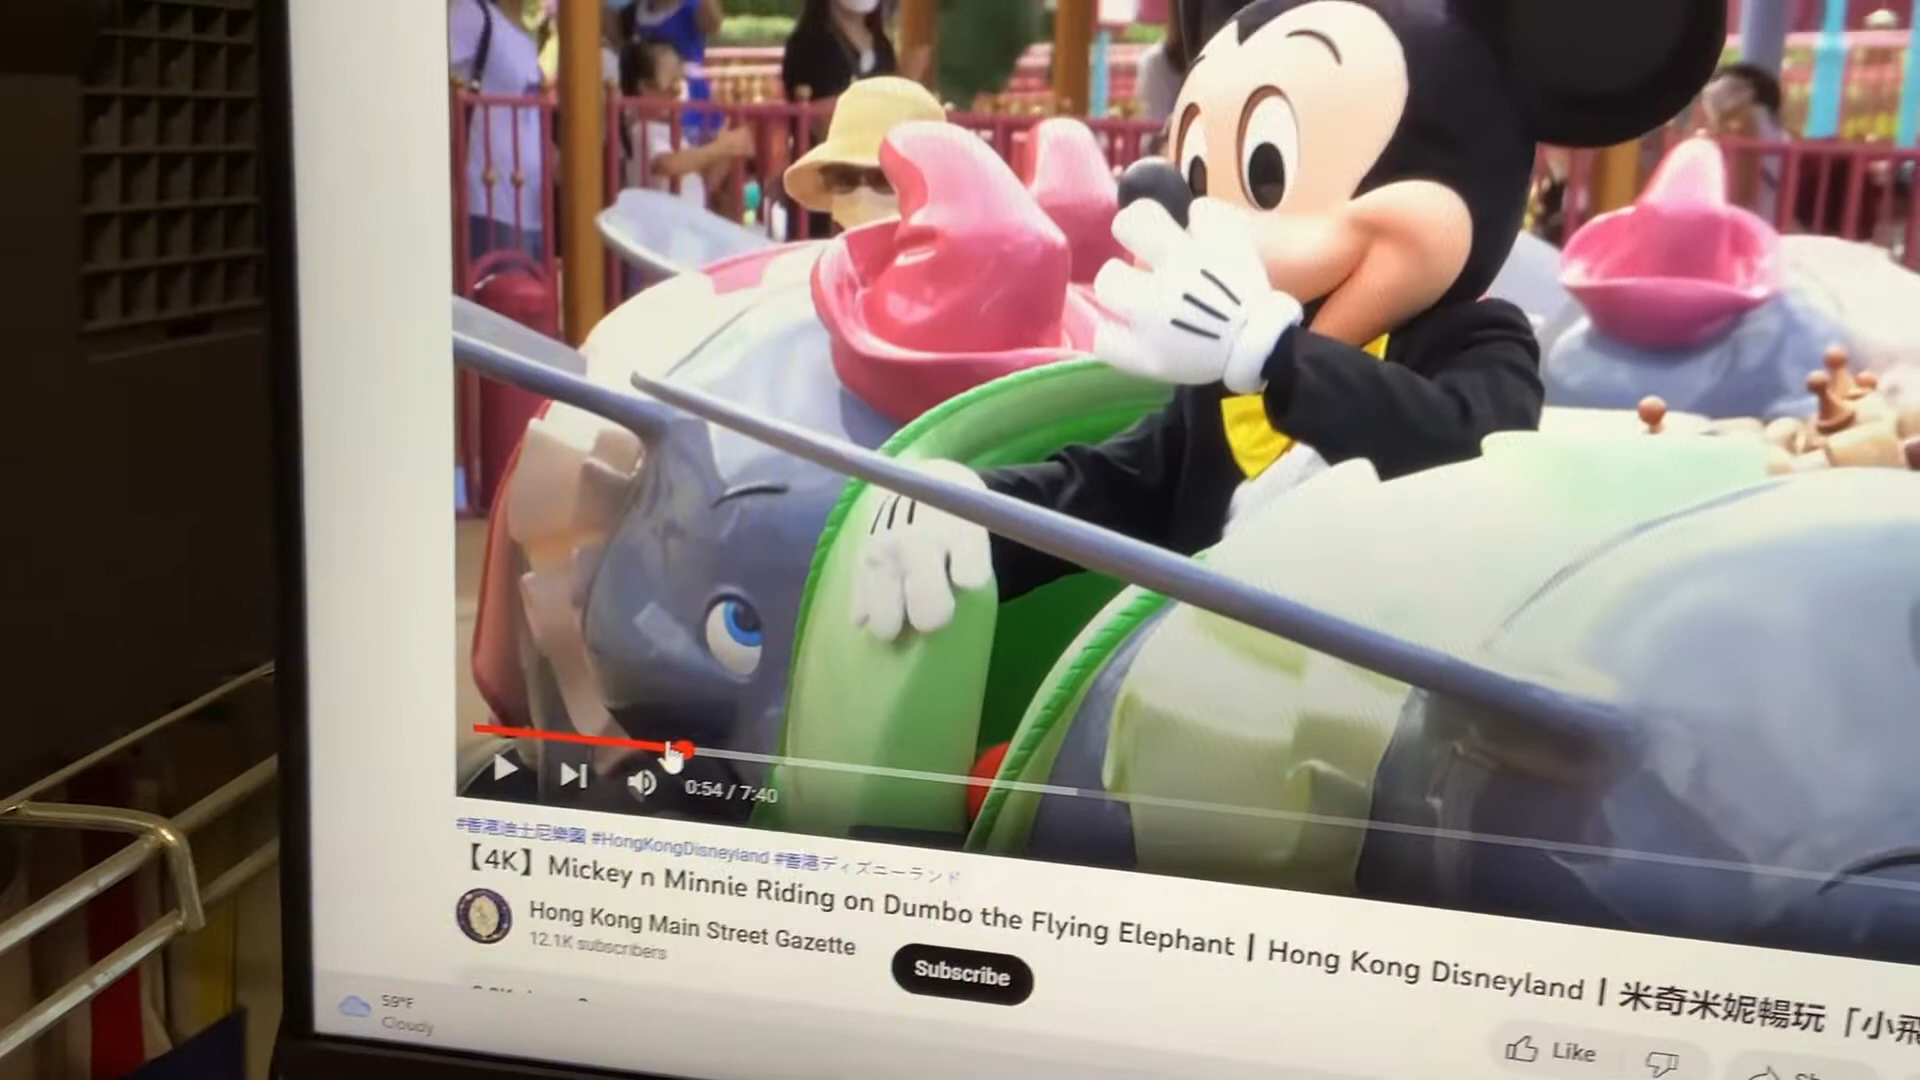 0:54 / 7:40
#香港迪士尼樂園 #HongKongDisneyland #香港ディズニーランド
【4K】Mickey n Minnie Riding on Dumbo the Flying Elephant | Hong Kong Disneyland | 米奇米妮暢玩「小飛
Hong Kong Main Street Gazette
12.1K subscribers
Subscribe
59°F
Cloudy
Like